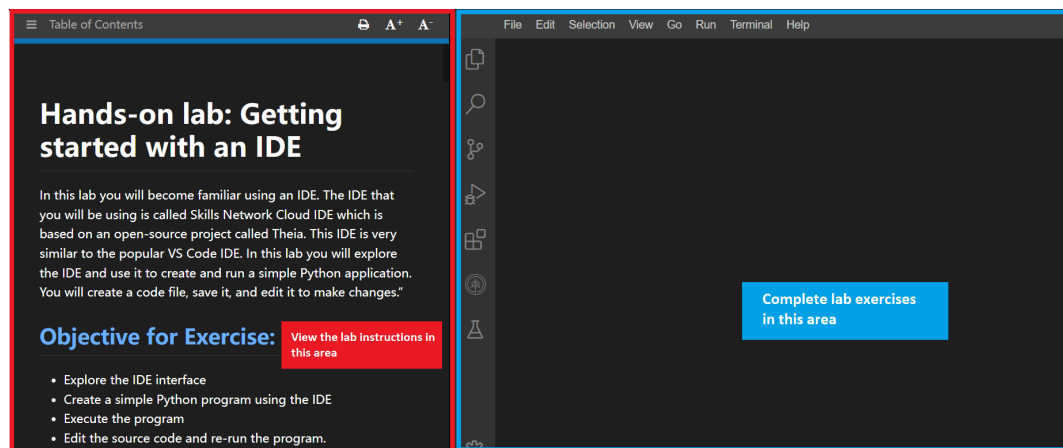 Table of Contents
A+ A-
Hands-on lab: Getting
started with an IDE
In this lab you will become familiar using an IDE. The IDE that
you will be using is called Skills Network Cloud IDE which is
based on an open-source project called Theia. This IDE is very
similar to the popular VS Code IDE. In this lab you will explore
the IDE and use it to create and run a simple Python application.
You will create a code file, save it, and edit it to make changes.”
Objective for Exercise:
View the lab instructions in
this area
• Explore the IDE interface
• Create a simple Python program using the IDE
• Execute the program
• Edit the source code and re-run the program.
File Edit Selection View Go Run Terminal Help
Complete lab exercises
in this area